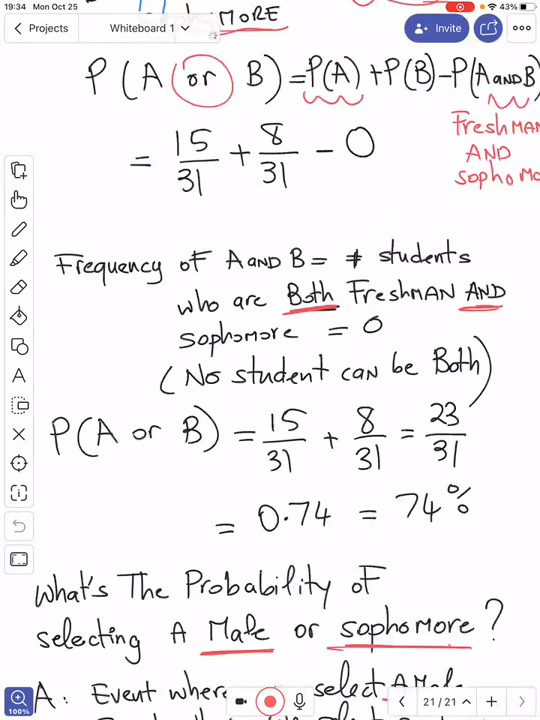 19:34 Mon Oct 25
43%
Projects
Whiteboard 1
Invite
MORE
P (A or B) = P(A) + P(B) - P(A AND B)
= 15/31 + 8/31 - 0
FreshMAN
AND
sophomo
Frequency of A AND B = # students
who are Both FreshMAN AND
sophomore = 0
(No student can be Both)
P(A or B) = 15/31 + 8/31 = 23/31
= 0.74 = 74%
What's The Probability of
selecting A Male or sophomore?
A: Event where select A Male
21/21
100%